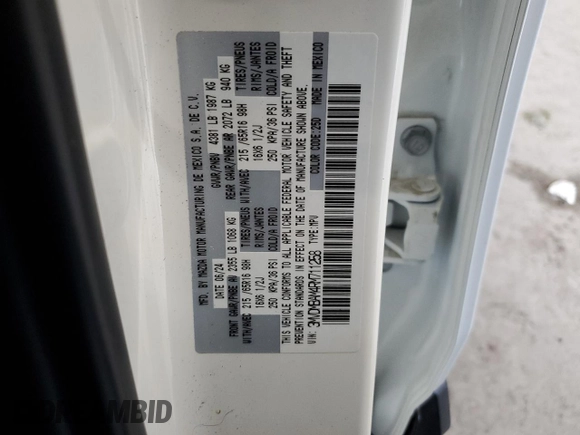 MFD. BY MAZDA MOTOR MANUFACTURING DE MEXICO S.A. DE C.V.
DATE 06/24 GVWR/PNBV 4381 LB 1987 KG
FRONT GAWR/PNBE AV 2355 LB 1068 KG REAR GAWR/PNBE AR 2072 LB 940 KG
WITH/AVEC TIRES/PNEUS WITH/AVEC TIRES/PNEUS
215 /65R16 98H RIMS/JANTES 215 /65R16 98H RIMS/JANTES
16X6 1/2J COLD/A FROID 16X6 1/2J COLD/A FROID
250 KPA/36 PSI 250 KPA/36 PSI
THIS VEHICLE CONFORMS TO ALL APPLICABLE FEDERAL MOTOR VEHICLE SAFETY AND THEFT
PREVENTION STANDARDS IN EFFECT ON THE DATE OF MANUFACTURE SHOWN ABOVE.
VIN: TYPE: MPV COLOR CODE: 25D MADE IN MEXICO